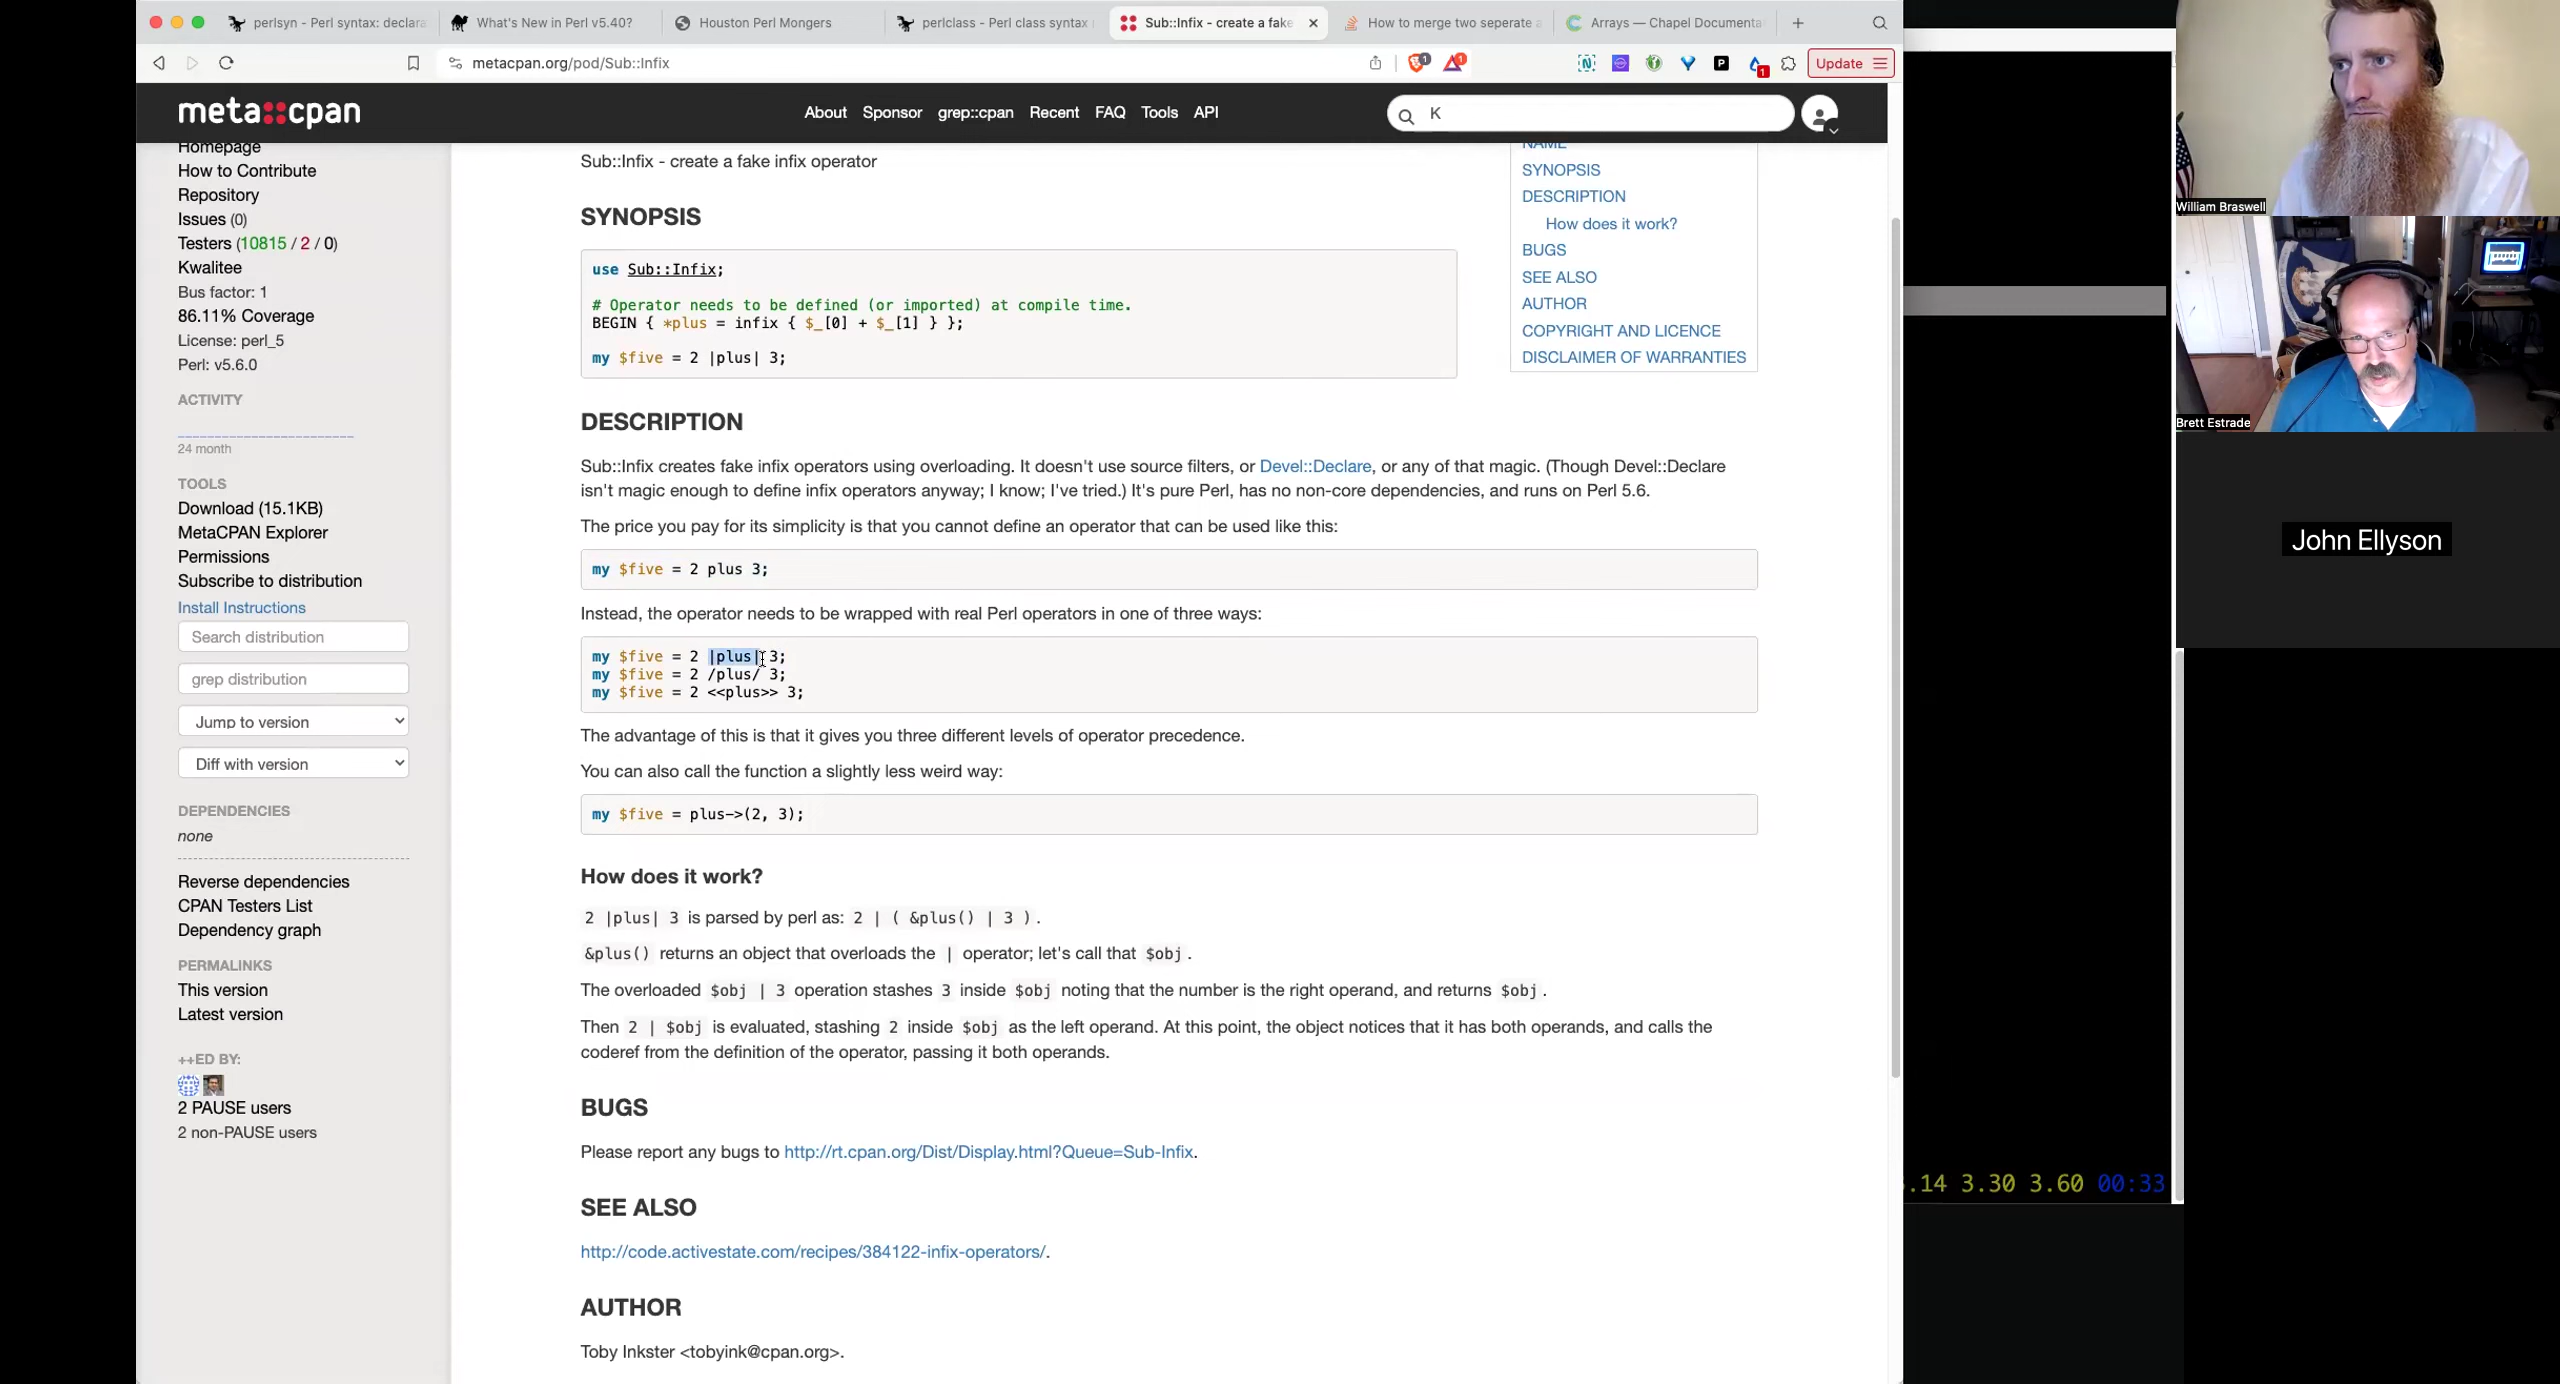 perlsyn - Perl syntax: declara
What's New in Perl v5.40?
Houston Perl Mongers
perlclass - Perl class syntax
Sub::Infix - create a fake
How to merge two seperate a
Arrays — Chapel Documenta
metacpan.org/pod/Sub::Infix
1
1
P
1
Update
meta::cpan
About
Sponsor
grep::cpan
Recent
FAQ
Tools
API
K
Homepage
How to Contribute
Repository
Issues (0)
Testers (10815 / 2 / 0)
Kwalitee
Bus factor: 1
86.11% Coverage
License: perl_5
Perl: v5.6.0
ACTIVITY
24 month
TOOLS
Download (15.1KB)
MetaCPAN Explorer
Permissions
Subscribe to distribution
Install Instructions
Search distribution
grep distribution
Jump to version
Diff with version
DEPENDENCIES
none
Reverse dependencies
CPAN Testers List
Dependency graph
PERMALINKS
This version
Latest version
++ED BY:
2 PAUSE users
2 non-PAUSE users
Sub::Infix - create a fake infix operator
SYNOPSIS
use Sub::Infix;
# Operator needs to be defined (or imported) at compile time.
BEGIN { *plus = infix { $_[0] + $_[1] } };
my $five = 2 |plus| 3;
DESCRIPTION
Sub::Infix creates fake infix operators using overloading. It doesn't use source filters, or Devel::Declare, or any of that magic. (Though Devel::Declare
isn't magic enough to define infix operators anyway; I know; I've tried.) It's pure Perl, has no non-core dependencies, and runs on Perl 5.6.
The price you pay for its simplicity is that you cannot define an operator that can be used like this:
my $five = 2 plus 3;
Instead, the operator needs to be wrapped with real Perl operators in one of three ways:
my $five = 2 |plus| 3;
my $five = 2 /plus/ 3;
my $five = 2 <<plus>> 3;
The advantage of this is that it gives you three different levels of operator precedence.
You can also call the function a slightly less weird way:
my $five = plus->(2, 3);
How does it work?
2 |plus| 3 is parsed by perl as: 2 | ( &plus() | 3 ).
&plus() returns an object that overloads the | operator; let's call that $obj.
The overloaded $obj | 3 operation stashes 3 inside $obj noting that the number is the right operand, and returns $obj.
Then 2 | $obj is evaluated, stashing 2 inside $obj as the left operand. At this point, the object notices that it has both operands, and calls the
coderef from the definition of the operator, passing it both operands.
BUGS
Please report any bugs to http://rt.cpan.org/Dist/Display.html?Queue=Sub-Infix.
SEE ALSO
http://code.activestate.com/recipes/384122-infix-operators/.
AUTHOR
Toby Inkster <tobyink@cpan.org>.
NAME
SYNOPSIS
DESCRIPTION
How does it work?
BUGS
SEE ALSO
AUTHOR
COPYRIGHT AND LICENCE
DISCLAIMER OF WARRANTIES
.14 3.30 3.60 00:33
William Braswell
Brett Estrade
John Ellyson